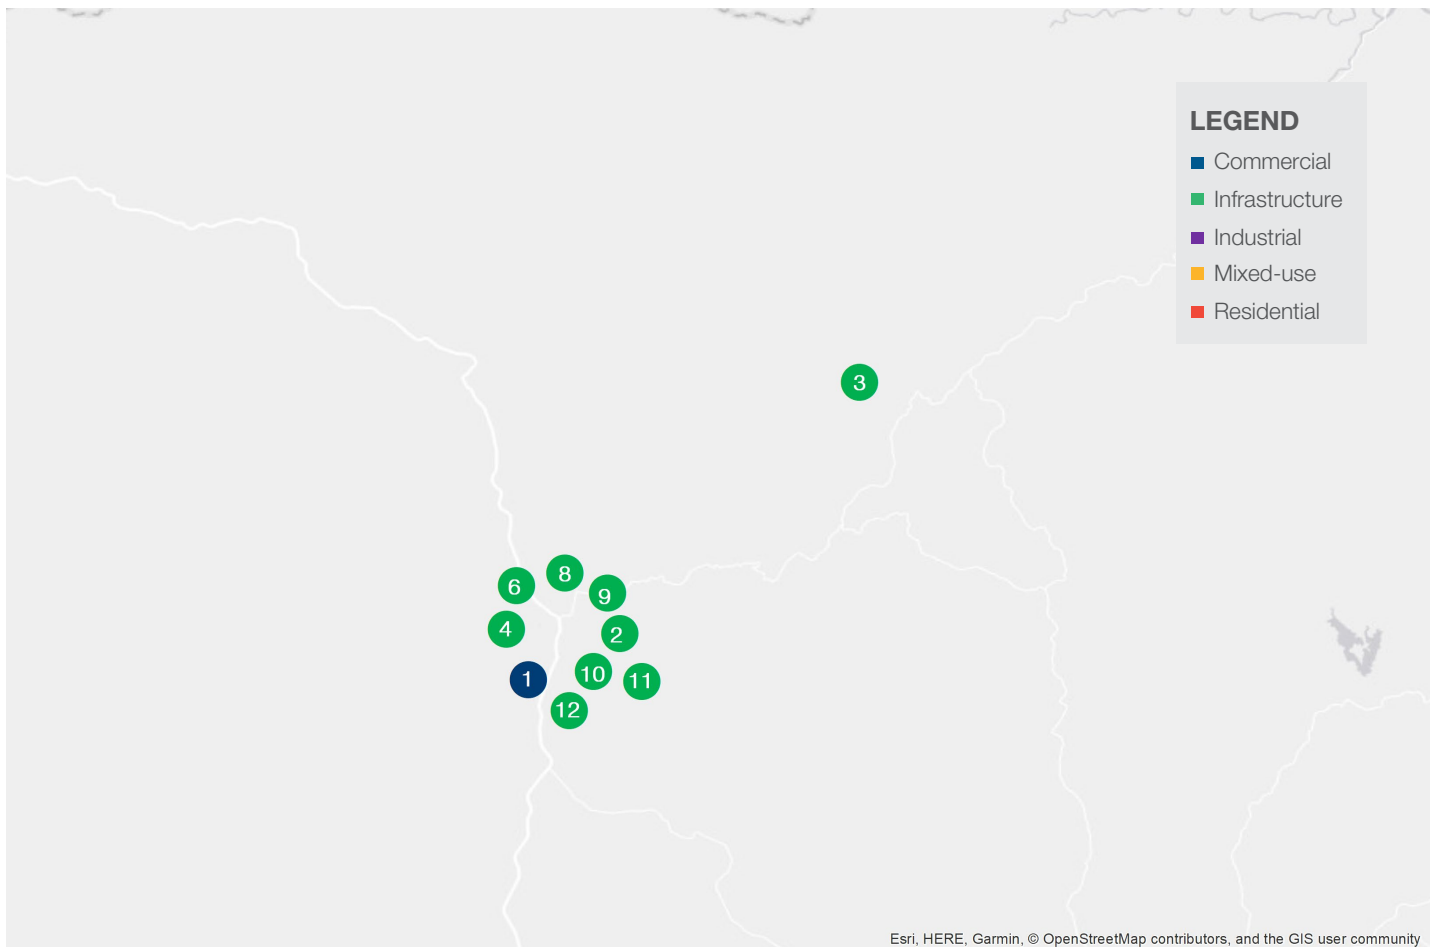 LEGEND
Commercial
Infrastructure
Industrial
Mixed-use
Residential
3
8
6
9
4
2
10
1
11
12
Esri, HERE, Garmin, © OpenStreetMap contributors, and the GIS user community